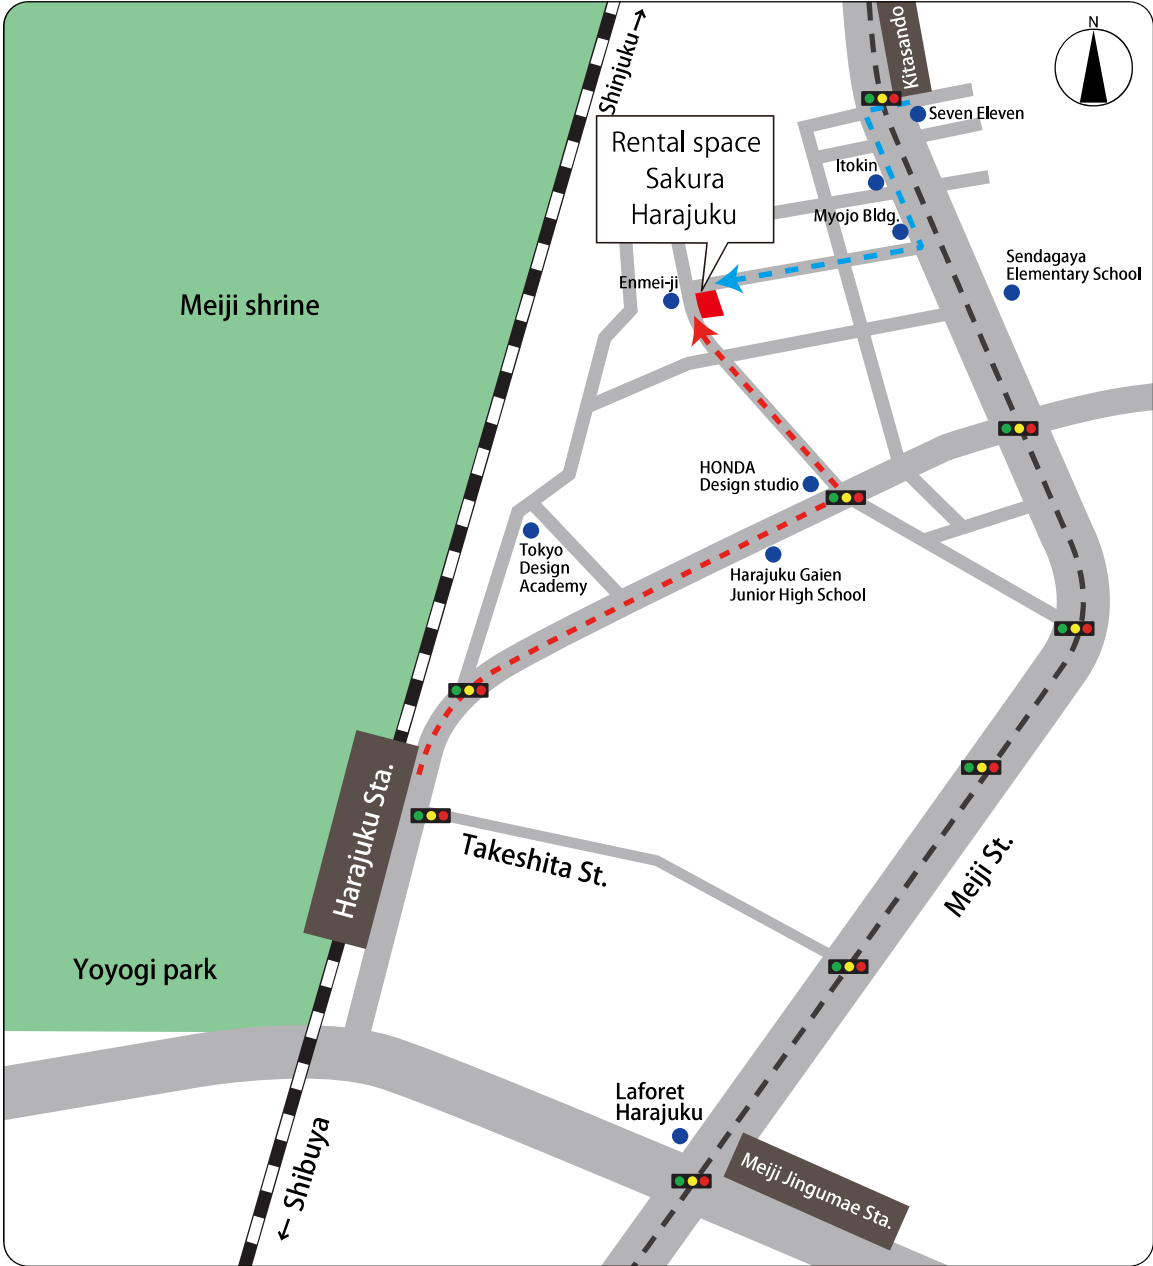 N
Kitasando
Shinjuku→
Seven Eleven
Rental space
Sakura
Harajuku
Itokin
Myojo Bldg.
Sendagaya
Elementary School
Enmei-ji
Meiji shrine
HONDA
Design studio
Tokyo
Design
Academy
Harajuku Gaien
Junior High School
Harajuku Sta.
Takeshita St.
Meiji St.
Yoyogi park
Laforet
Harajuku
← Shibuya
Meiji Jingumae Sta.